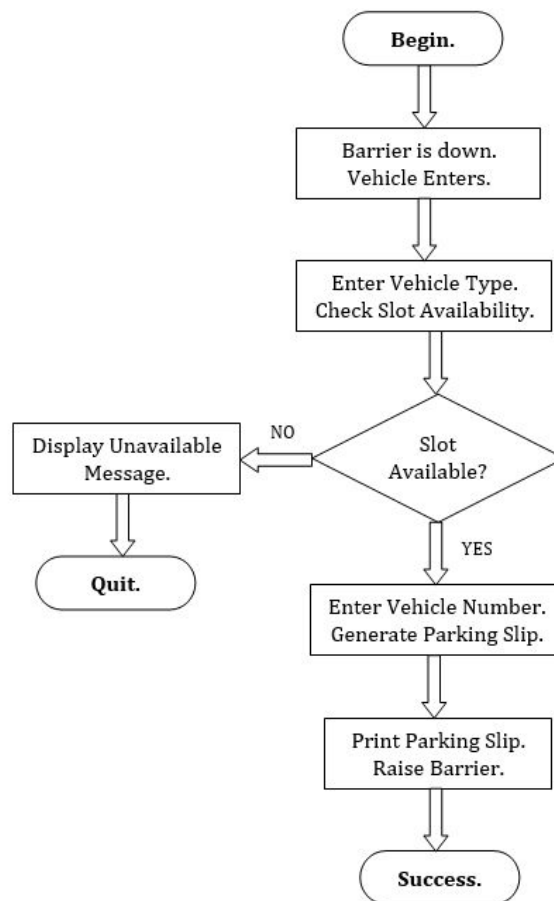 Begin.
Barrier is down.
Vehicle Enters.
Enter Vehicle Type.
Check Slot Availability.
Slot
Available?
NO
Display Unavailable
Message.
Quit.
YES
Enter Vehicle Number.
Generate Parking Slip.
Print Parking Slip.
Raise Barrier.
Success.